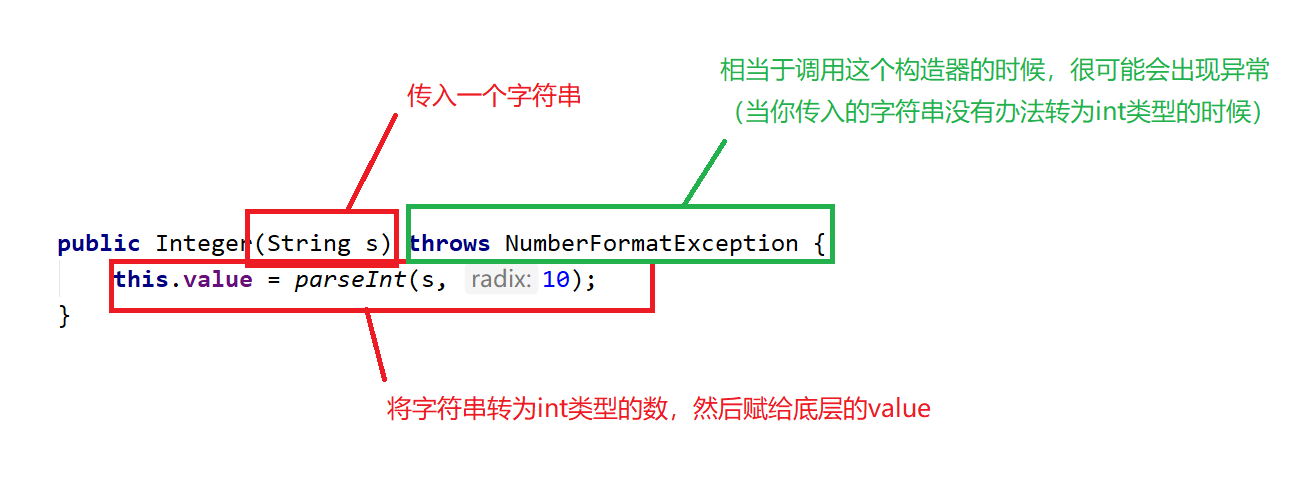 相当于调用这个构造器的时候，很可能会出现异常
（当你传入的字符串没有办法转为int类型的时候）
传入一个字符串
public Integer(String s) throws NumberFormatException {
this.value = parseInt(s, radix: 10);
}
将字符串转为int类型的数，然后赋给底层的value